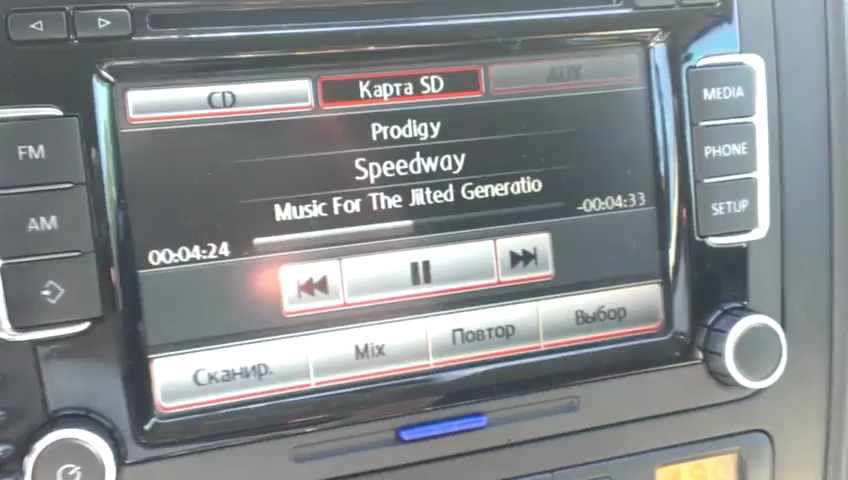 CD Карта SD AUX
Prodigy
Speedway
Music For The Jilted Generatio
00:04:24 -00:04:33
Сканир. Mix Повтор Выбор
FM
AM
MEDIA
PHONE
SETUP